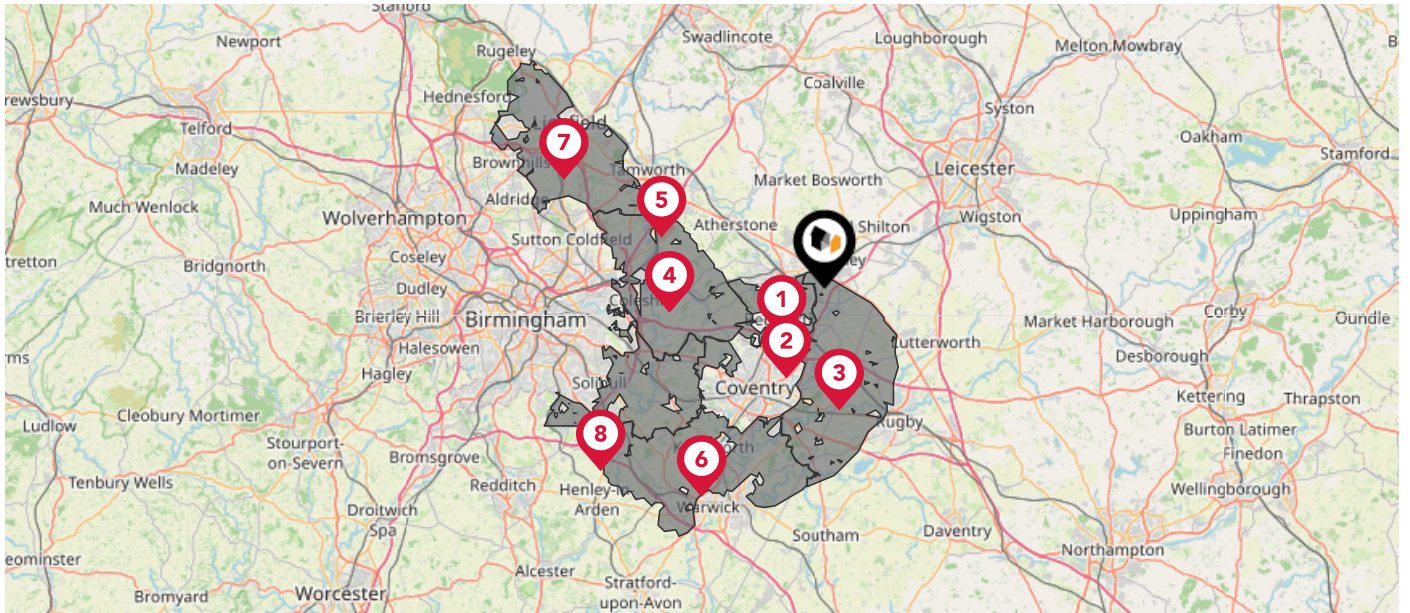 Stafford
Newport
Rugeley
Swadlincote
Loughborough
Melton Mowbray
B
Hednesford
Coalville
rewsbury
Syston
Telford
Lichfield
Oakham
7
Madeley
Brownhills
Tamworth
Leicester
Stamford
Market Bosworth
Much Wenlock
Aldridge
5
Wolverhampton
Atherstone
Shilton
Wigston
Uppingham
Sutton Coldfield
tretton
Bridgnorth
Coseley
ley
4
Dudley
1
Colesh
Brierley Hill
Birmingham
Market Harborough
Corby
Oundle
2
Halesowen
utterworth
Desborough
rms
Hagley
3
Solihull
Coventry
Kettering
Thrapston
Cleobury Mortimer
Ludlow
Rugby
Burton Latimer
Stourport-
on-Severn
8
Bromsgrove
6
orth
Finedon
Tenbury Wells
Redditch
Henley-i
Arden
Wellingborough
Warwick
Droitwich
Spa
Southam
Daventry
Northampton
eominster
Alcester
Stratford-
upon-Avon
Bromyard
Worcester